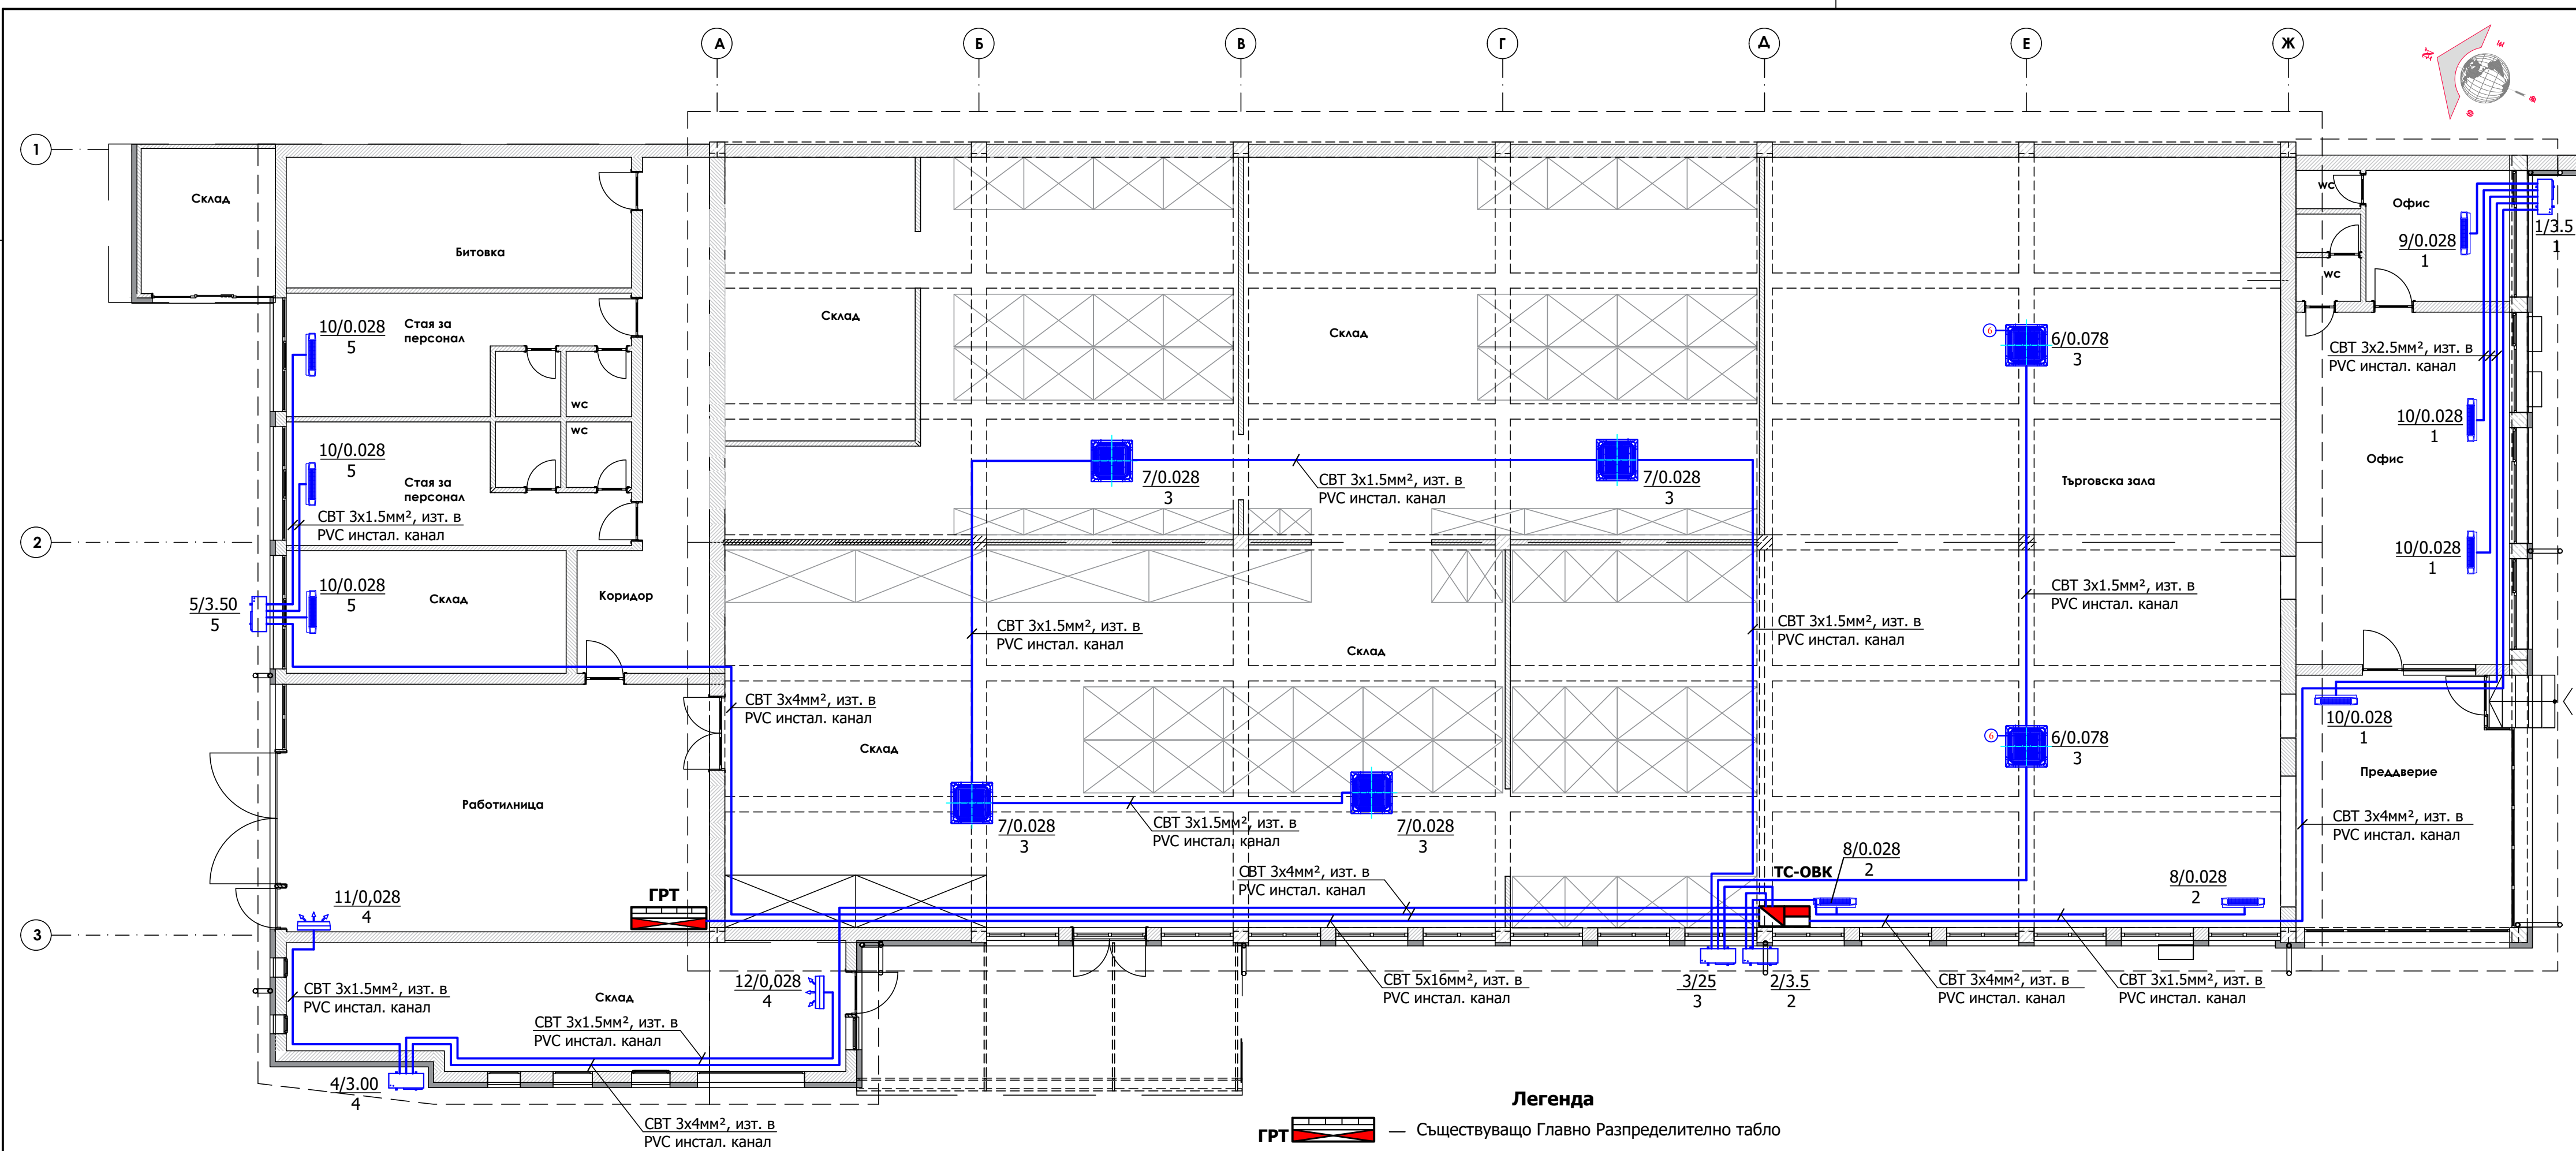 А
Б
В
Г
Д
Е
Ж
1
2
3
Склад
Битовка
10/0.028
5
Стая за
персонал
wc
wc
10/0.028
5
Стая за
персонал
СВТ 3x1.5мм², изт. в
PVC инстал. канал
10/0.028
5
Склад
Коридор
5/3.50
5
Работилница
ГРТ
11/0,028
4
СВТ 3x1.5мм², изт. в
PVC инстал. канал
Склад
СВТ 3x1.5мм², изт. в
PVC инстал. канал
12/0,028
4
4/3.00
4
СВТ 3x4мм², изт. в
PVC инстал. канал
Склад
Склад
7/0.028
3
СВТ 3x1.5мм², изт. в
PVC инстал. канал
7/0.028
3
СВТ 3x1.5мм², изт. в
PVC инстал. канал
СВТ 3x1.5мм², изт. в
PVC инстал. канал
Склад
СВТ 3x4мм², изт. в
PVC инстал. канал
Склад
7/0.028
3
СВТ 3x1.5мм², изт. в
PVC инстал. канал
7/0.028
3
СВТ 3x4мм², изт. в
PVC инстал. канал
СВТ 5x16мм², изт. в
PVC инстал. канал
6
6/0.078
3
Търговска зала
СВТ 3x1.5мм², изт. в
PVC инстал. канал
6
6/0.078
3
ТС-ОВК
8/0.028
2
8/0.028
2
3/25
3
2/3.5
2
СВТ 3x4мм², изт. в
PVC инстал. канал
СВТ 3x1.5мм², изт. в
PVC инстал. канал
wc
wc
Офис
9/0.028
1
1/3.5
1
СВТ 3x2.5мм², изт. в
PVC инстал. канал
10/0.028
1
Офис
10/0.028
1
10/0.028
1
Преддверие
СВТ 3x4мм², изт. в
PVC инстал. канал
Легенда
ГРТ — Съществуващо Главно Разпределително табло